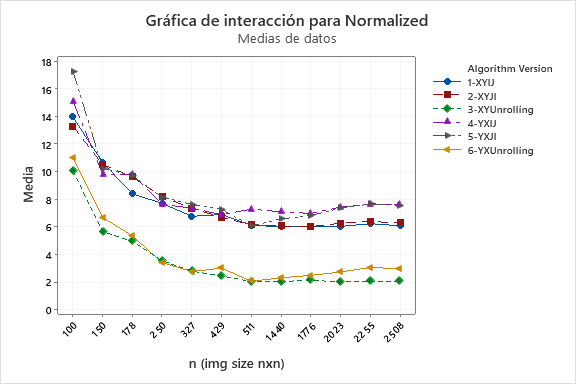 Gráfica de interacción para Normalized
Medias de datos
Algorithm Version
1-XYIJ
2-XYJI
3-XYUnrolling
4-YXIJ
5-YXJI
6-YXUnrolling
Media
18
16
14
12
10
8
6
4
2
0
100 150 178 250 327 429 511 1440 1776 2023 2255 2508
n (img size nxn)